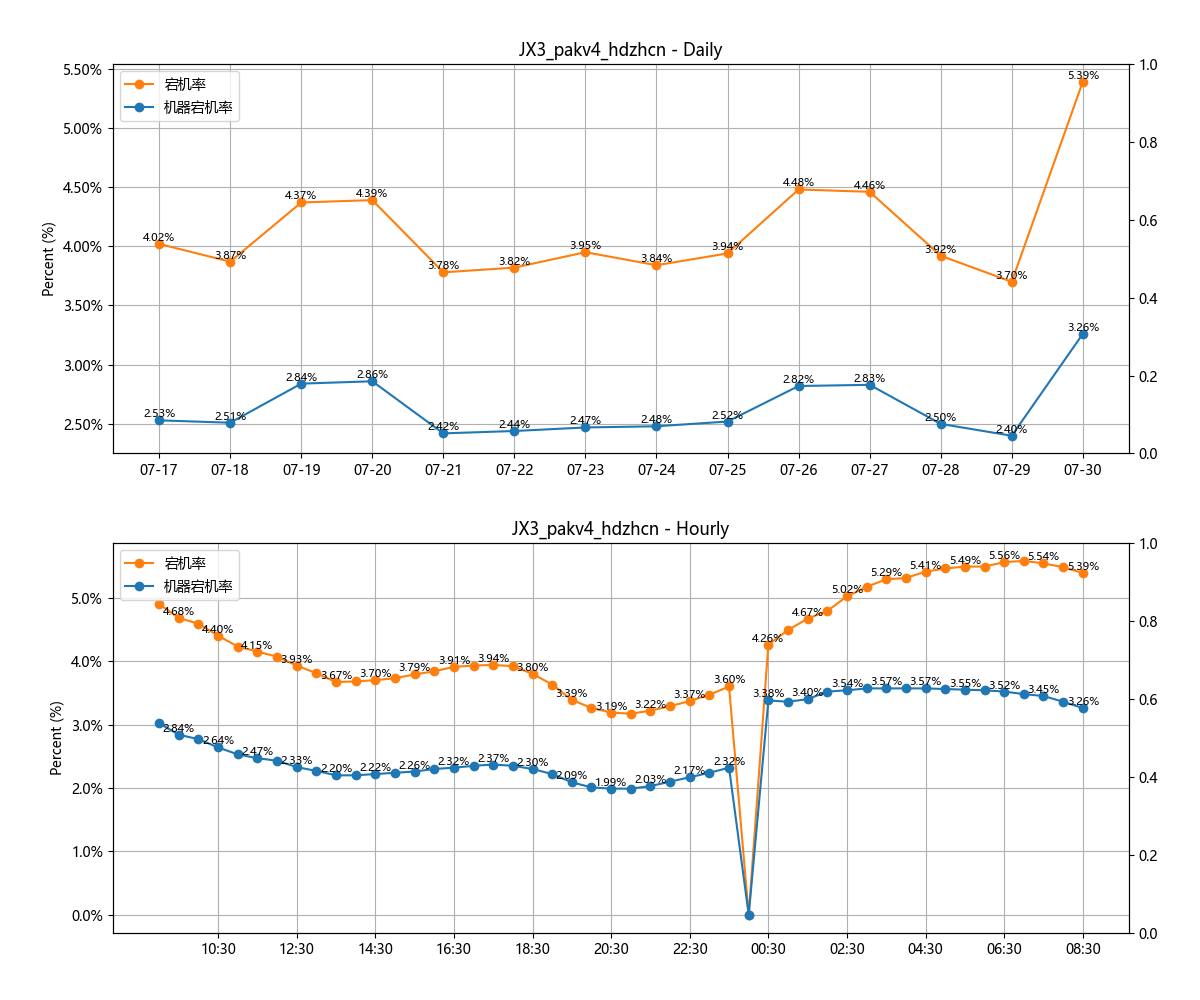 JX3_pakv4_hdzhcn - Daily
宕机率
机器宕机率
Percent (%)
5.50%
5.00%
4.50%
4.00%
3.50%
3.00%
2.50%
1.0
0.8
0.6
0.4
0.2
0.0
4.02% 3.87% 4.37% 4.39% 3.78% 3.82% 3.95% 3.84% 3.94% 4.48% 4.46% 3.92% 3.70% 5.39%
2.53% 2.51% 2.84% 2.86% 2.42% 2.44% 2.47% 2.48% 2.52% 2.82% 2.83% 2.50% 2.40% 3.26%
07-17 07-18 07-19 07-20 07-21 07-22 07-23 07-24 07-25 07-26 07-27 07-28 07-29 07-30
JX3_pakv4_hdzhcn - Hourly
宕机率
机器宕机率
Percent (%)
5.0%
4.0%
3.0%
2.0%
1.0%
0.0%
1.0
0.8
0.6
0.4
0.2
0.0
4.68% 4.40% 4.15% 3.93% 3.67% 3.70% 3.79% 3.91% 3.94% 3.80% 3.39% 3.19% 3.22% 3.37% 3.60% 4.26% 4.67% 5.02% 5.29% 5.41% 5.49% 5.56% 5.54% 5.39%
2.84% 2.64% 2.47% 2.33% 2.20% 2.22% 2.26% 2.32% 2.37% 2.30% 2.09% 1.99% 2.03% 2.17% 2.32% 3.38% 3.40% 3.54% 3.57% 3.57% 3.55% 3.52% 3.45% 3.26%
10:30 12:30 14:30 16:30 18:30 20:30 22:30 00:30 02:30 04:30 06:30 08:30